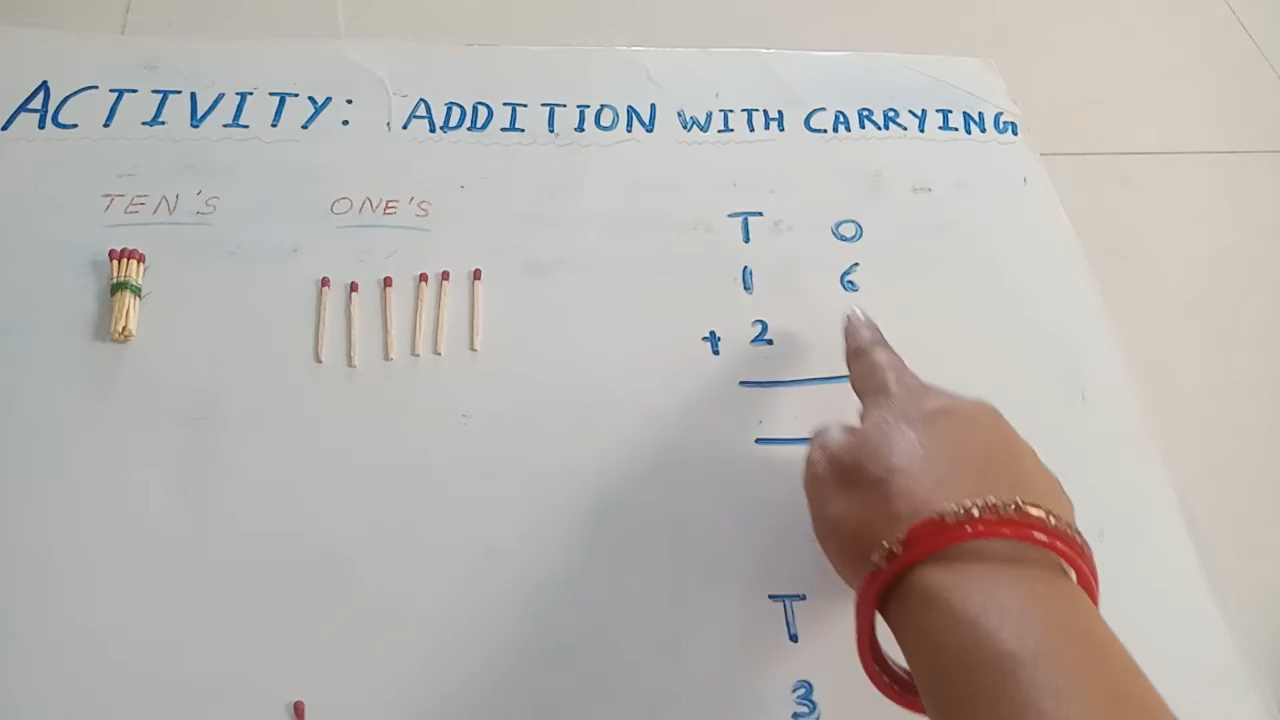 ACTIVITY: ADDITION WITH CARRYING
TEN'S ONE'S
T O
1 6
+ 2
T
3